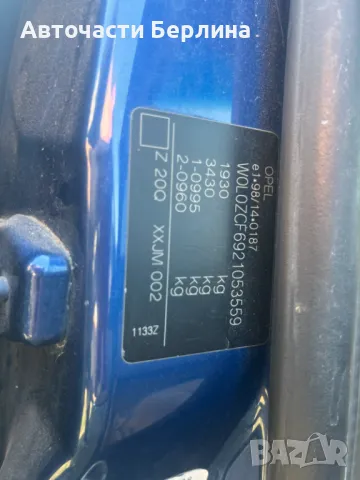 Авточасти Берлина
OPEL
e1*98/14*0187
W0L0ZCF6921053559
1930 kg
3430 kg
1-0995 kg
2-0960 kg
Z 20Q XXJM 002
1133Z
BAZAR